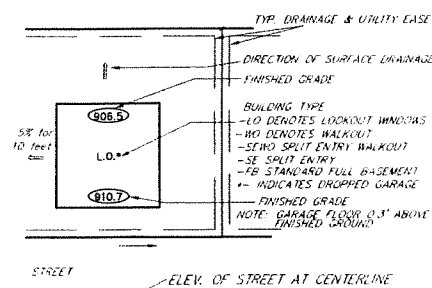 TYP. DRAINAGE & UTILITY EASE
DIRECTION OF SURFACE DRAINAGE
FINISHED GRADE
906.5
5% for
10 feet
L.O.*
BUILDING TYPE
-LO DENOTES LOOKOUT WINDOWS
-WO DENOTES WALKOUT
-SEWO SPLIT ENTRY WALKOUT
-SE SPLIT ENTRY
-FB STANDARD FULL BASEMENT
*- INDICATES DROPPED GARAGE
910.7
FINISHED GRADE
NOTE: GARAGE FLOOR 0.3' ABOVE
FINISHED GROUND
STREET
ELEV. OF STREET AT CENTERLINE